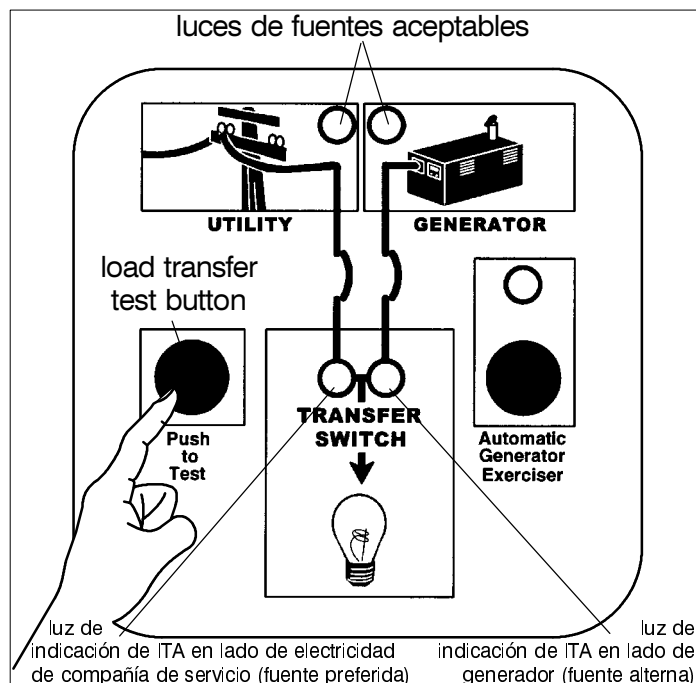 luces de fuentes aceptables
UTILITY
GENERATOR
load transfer
test button
TRANSFER
SWITCH
Push
to
Test
Automatic
Generator
Exerciser
luz de
indicación de ITA en lado de electricidad
de compañía de servicio (fuente preferida)
luz de
indicación de ITA en lado de
generador (fuente alterna)